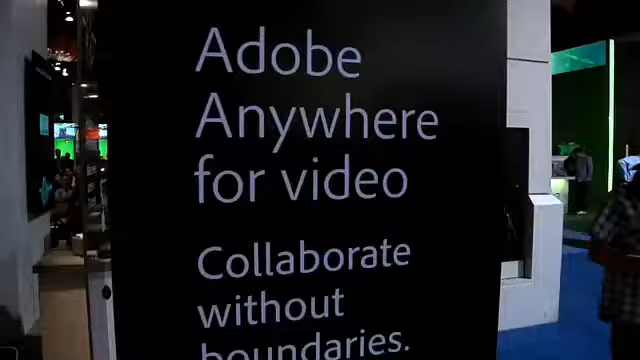 Adobe
Anywhere
for video
Collaborate
without
boundaries.